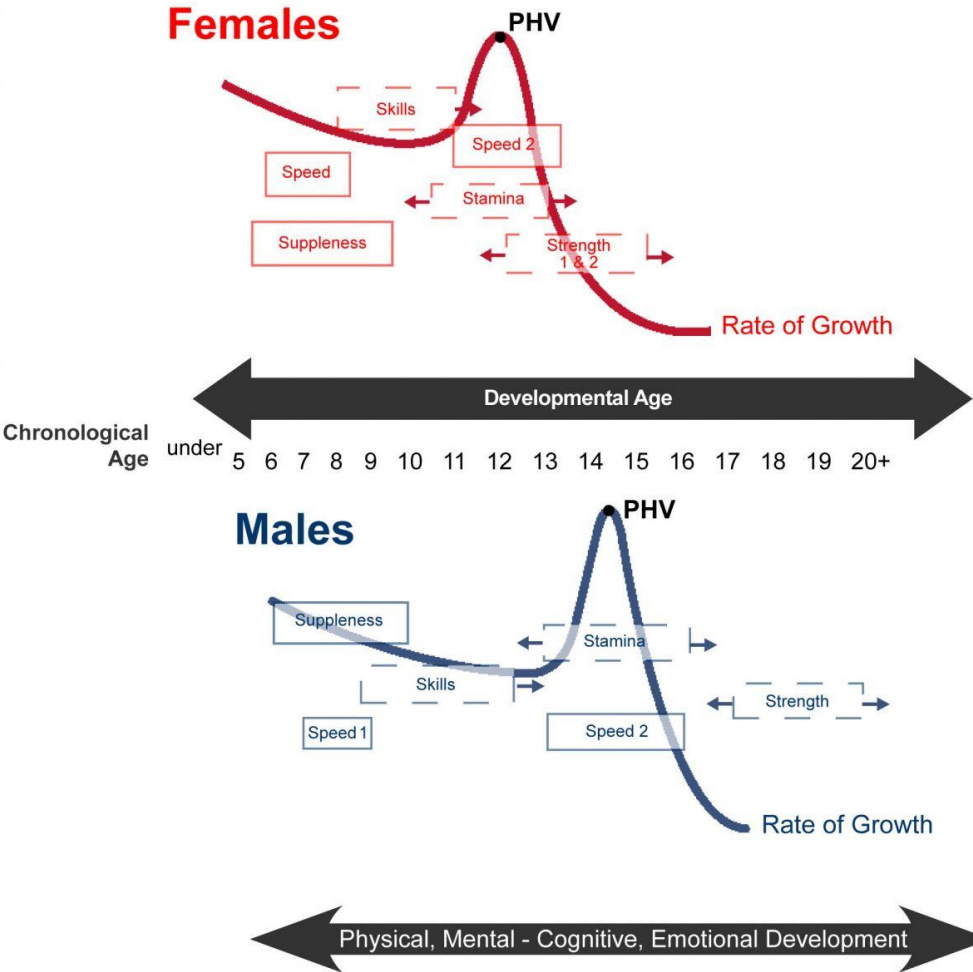 Females
PHV
Skills
Speed 2
Speed
Stamina
Suppleness
Strength
1 & 2
Rate of Growth
Developmental Age
Chronological
Age
under 5 6 7 8 9 10 11 12 13 14 15 16 17 18 19 20+
Males
PHV
Suppleness
Stamina
Skills
Strength
Speed 1
Speed 2
Rate of Growth
Physical, Mental - Cognitive, Emotional Development